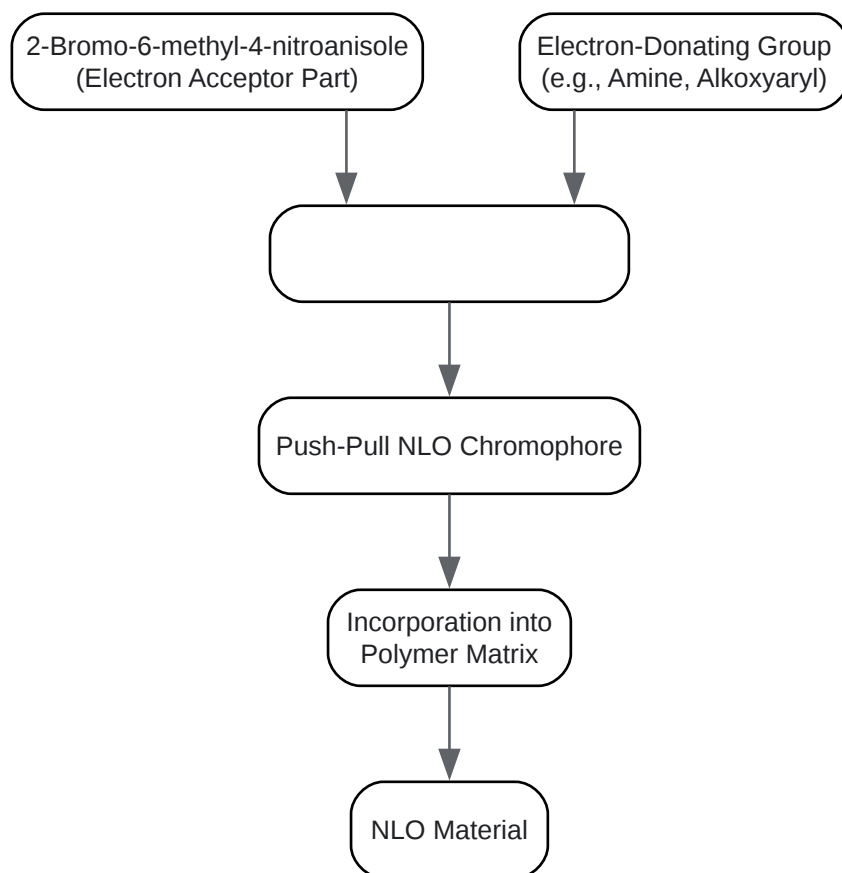 2-Bromo-6-methyl-4-nitroanisole
(Electron Acceptor Part)
Electron-Donating Group
(e.g., Amine, Alkoxyaryl)
Push-Pull NLO Chromophore
Incorporation into
Polymer Matrix
NLO Material